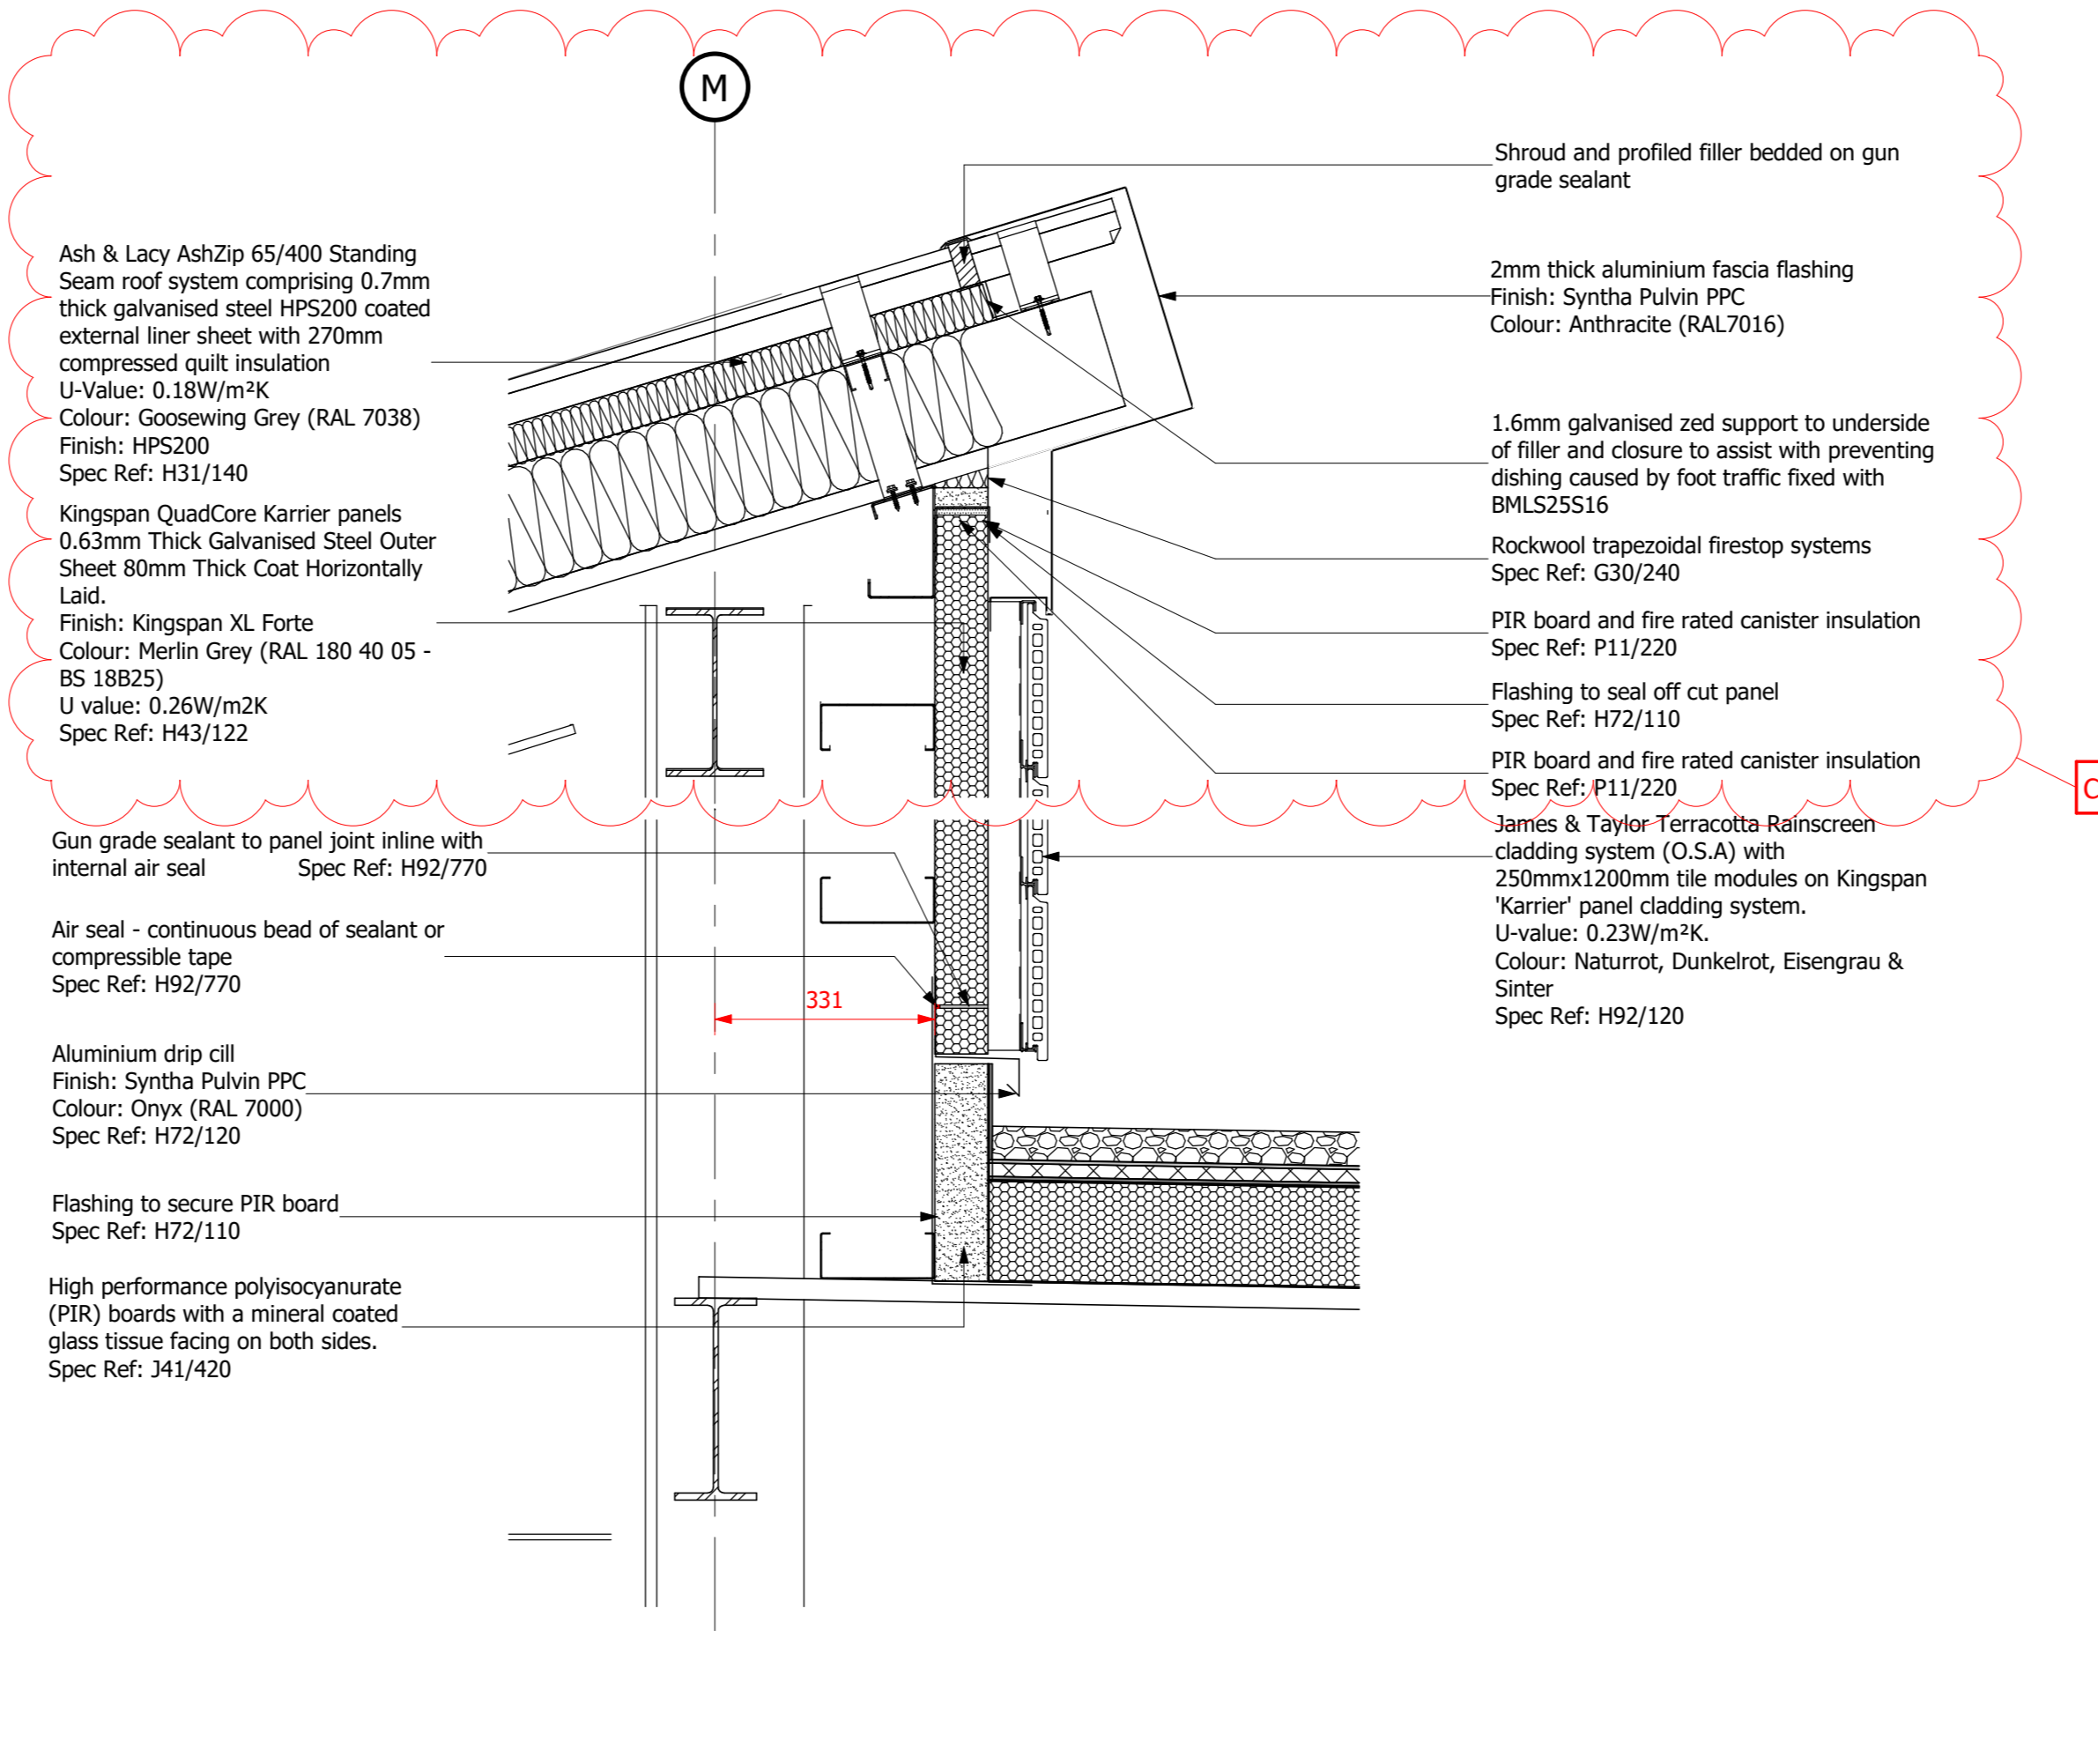 M
Ash & Lacy AshZip 65/400 Standing
Seam roof system comprising 0.7mm
thick galvanised steel HPS200 coated
external liner sheet with 270mm
compressed quilt insulation
U-Value: 0.18W/m²K
Colour: Goosewing Grey (RAL 7038)
Finish: HPS200
Spec Ref: H31/140
Kingspan QuadCore Karrier panels
0.63mm Thick Galvanised Steel Outer
Sheet 80mm Thick Coat Horizontally
Laid.
Finish: Kingspan XL Forte
Colour: Merlin Grey (RAL 180 40 05 -
BS 18B25)
U value: 0.26W/m2K
Spec Ref: H43/122
Gun grade sealant to panel joint inline with
internal air seal Spec Ref: H92/770
Air seal - continuous bead of sealant or
compressible tape
Spec Ref: H92/770
331
Aluminium drip cill
Finish: Syntha Pulvin PPC
Colour: Onyx (RAL 7000)
Spec Ref: H72/120
Flashing to secure PIR board
Spec Ref: H72/110
High performance polyisocyanurate
(PIR) boards with a mineral coated
glass tissue facing on both sides.
Spec Ref: J41/420
Shroud and profiled filler bedded on gun
grade sealant
2mm thick aluminium fascia flashing
Finish: Syntha Pulvin PPC
Colour: Anthracite (RAL7016)
1.6mm galvanised zed support to underside
of filler and closure to assist with preventing
dishing caused by foot traffic fixed with
BMLS25S16
Rockwool trapezoidal firestop systems
Spec Ref: G30/240
PIR board and fire rated canister insulation
Spec Ref: P11/220
Flashing to seal off cut panel
Spec Ref: H72/110
PIR board and fire rated canister insulation
Spec Ref: P11/220
James & Taylor Terracotta Rainscreen
cladding system (O.S.A) with
250mmx1200mm tile modules on Kingspan
'Karrier' panel cladding system.
U-value: 0.23W/m²K.
Colour: Naturrot, Dunkelrot, Eisengrau &
Sinter
Spec Ref: H92/120